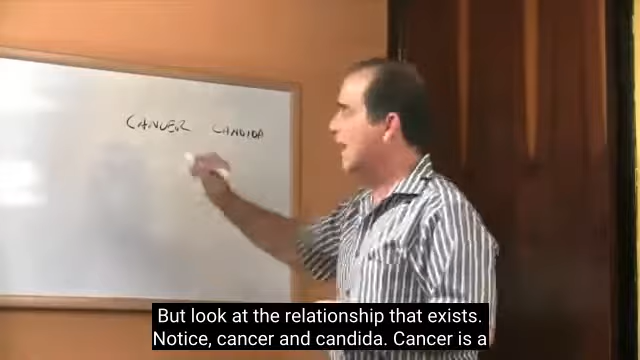 CANCER CANDIDA
But look at the relationship that exists.
Notice, cancer and candida. Cancer is a